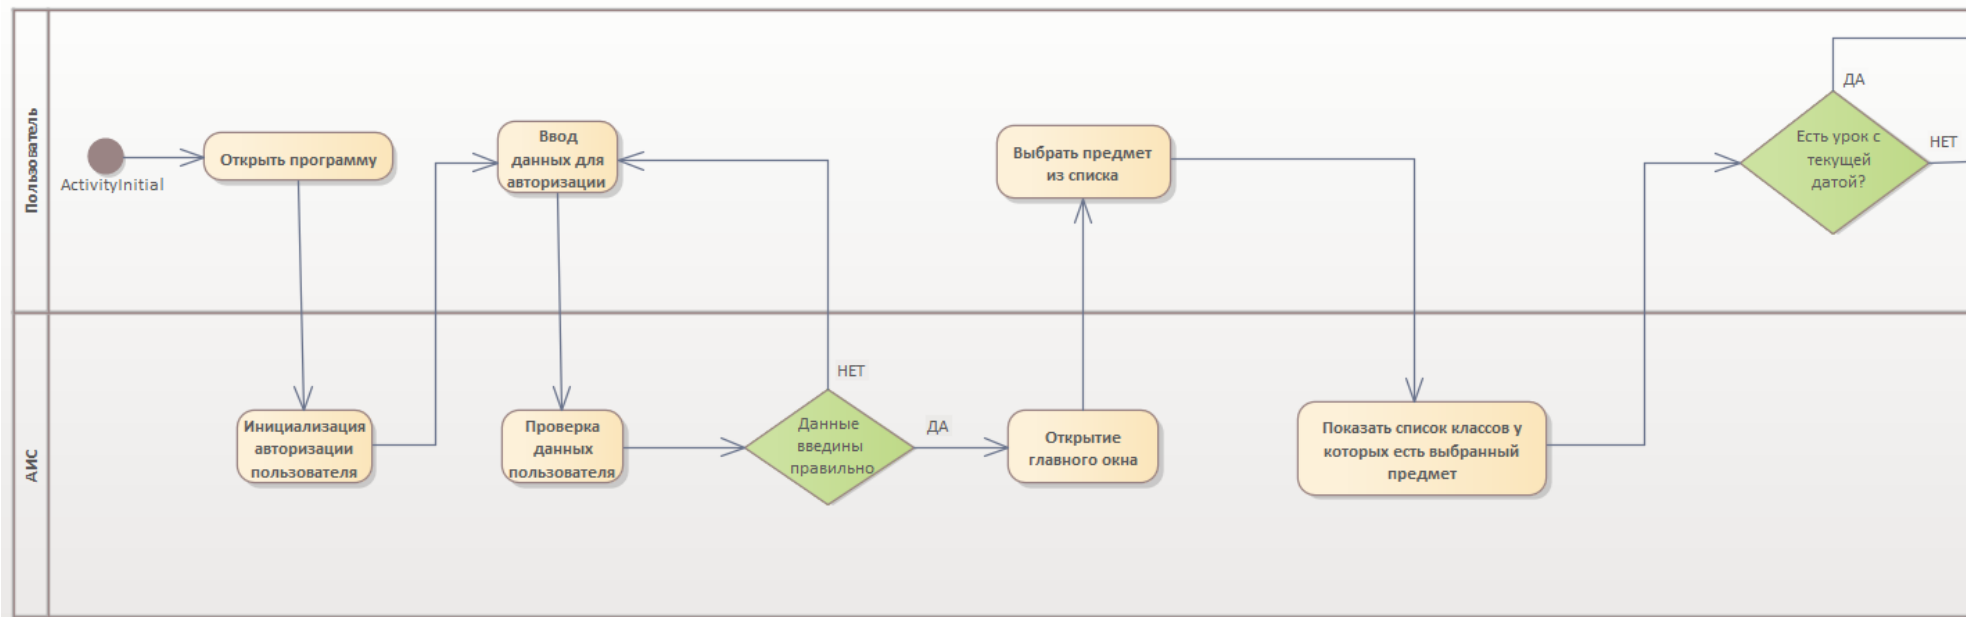 Пользователь
ActivityInitial
Открыть программу
Ввод
данных для
авторизации
Выбрать предмет
из списка
ДА
Есть урок с
текущей
датой?
НЕТ
АИС
Инициализация
авторизации
пользователя
Проверка
данных
пользователя
НЕТ
Данные
введины
правильно
ДА
Открытие
главного окна
Показать список классов у
которых есть выбранный
предмет